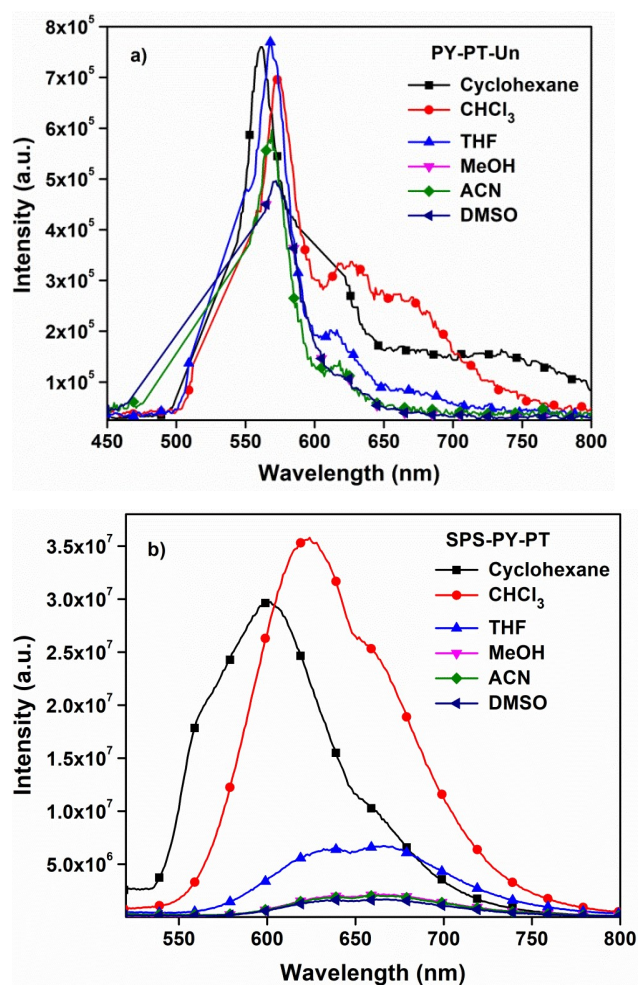 a)
PY-PT-Un
Cyclohexane
CHCl₃
THF
MeOH
ACN
DMSO
8x10⁵
7x10⁵
6x10⁵
5x10⁵
4x10⁵
3x10⁵
2x10⁵
1x10⁵
Intensity (a.u.)
450 500 550 600 650 700 750 800
Wavelength (nm)
b)
SPS-PY-PT
Cyclohexane
CHCl₃
THF
MeOH
ACN
DMSO
3.5x10⁷
3.0x10⁷
2.5x10⁷
2.0x10⁷
1.5x10⁷
1.0x10⁷
5.0x10⁶
Intensity (a.u.)
550 600 650 700 750 800
Wavelength (nm)